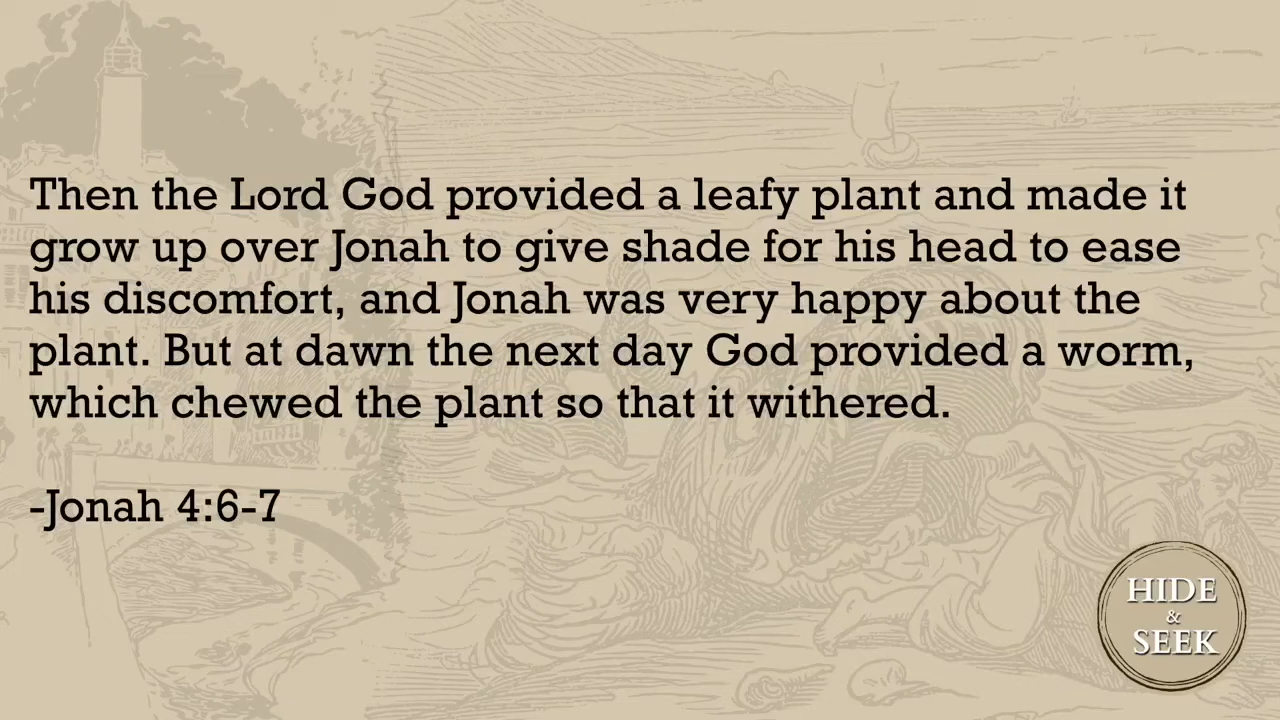 Then the Lord God provided a leafy plant and made it
grow up over Jonah to give shade for his head to ease
his discomfort, and Jonah was very happy about the
plant. But at dawn the next day God provided a worm,
which chewed the plant so that it withered.
-Jonah 4:6-7
HIDE
&
SEEK